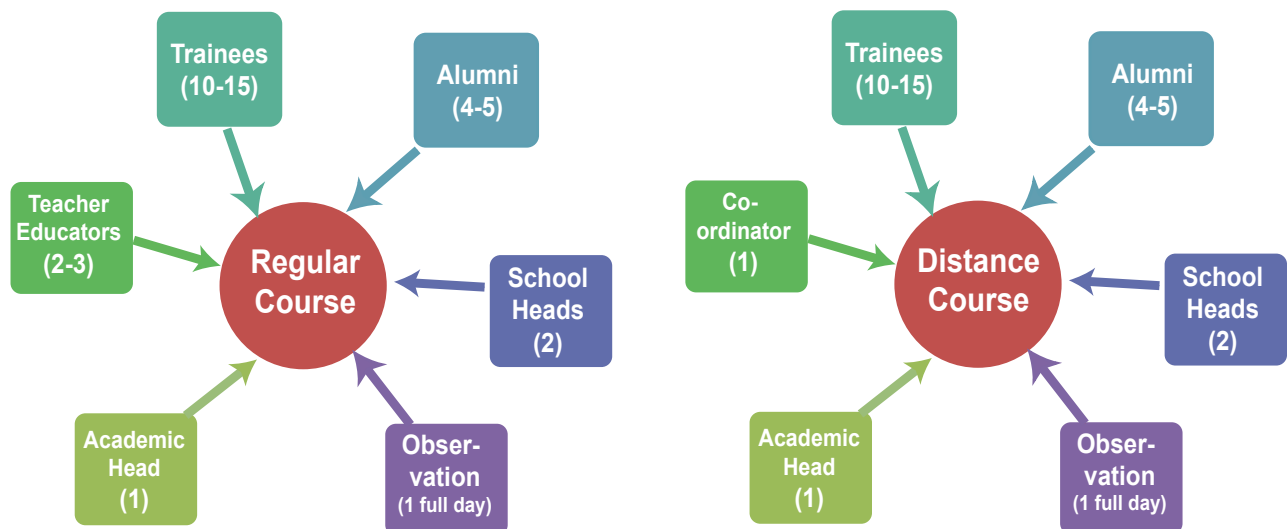 Trainees
(10-15)
Alumni
(4-5)
Teacher
Educators
(2-3)
Regular
Course
School
Heads
(2)
Academic
Head
(1)
Obser-
vation
(1 full day)
Trainees
(10-15)
Alumni
(4-5)
Co-
ordinator
(1)
Distance
Course
School
Heads
(2)
Academic
Head
(1)
Obser-
vation
(1 full day)